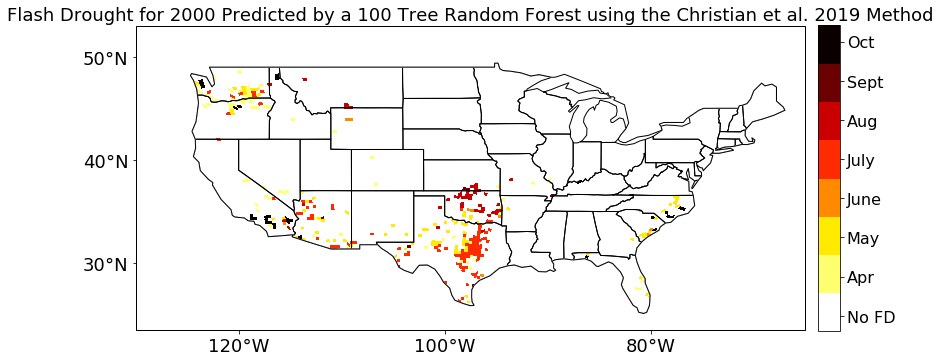 Flash Drought for 2000 Predicted by a 100 Tree Random Forest using the Christian et al. 2019 Method
50°N
40°N
30°N
120°W
100°W
80°W
Oct
Sept
Aug
July
June
May
Apr
No FD